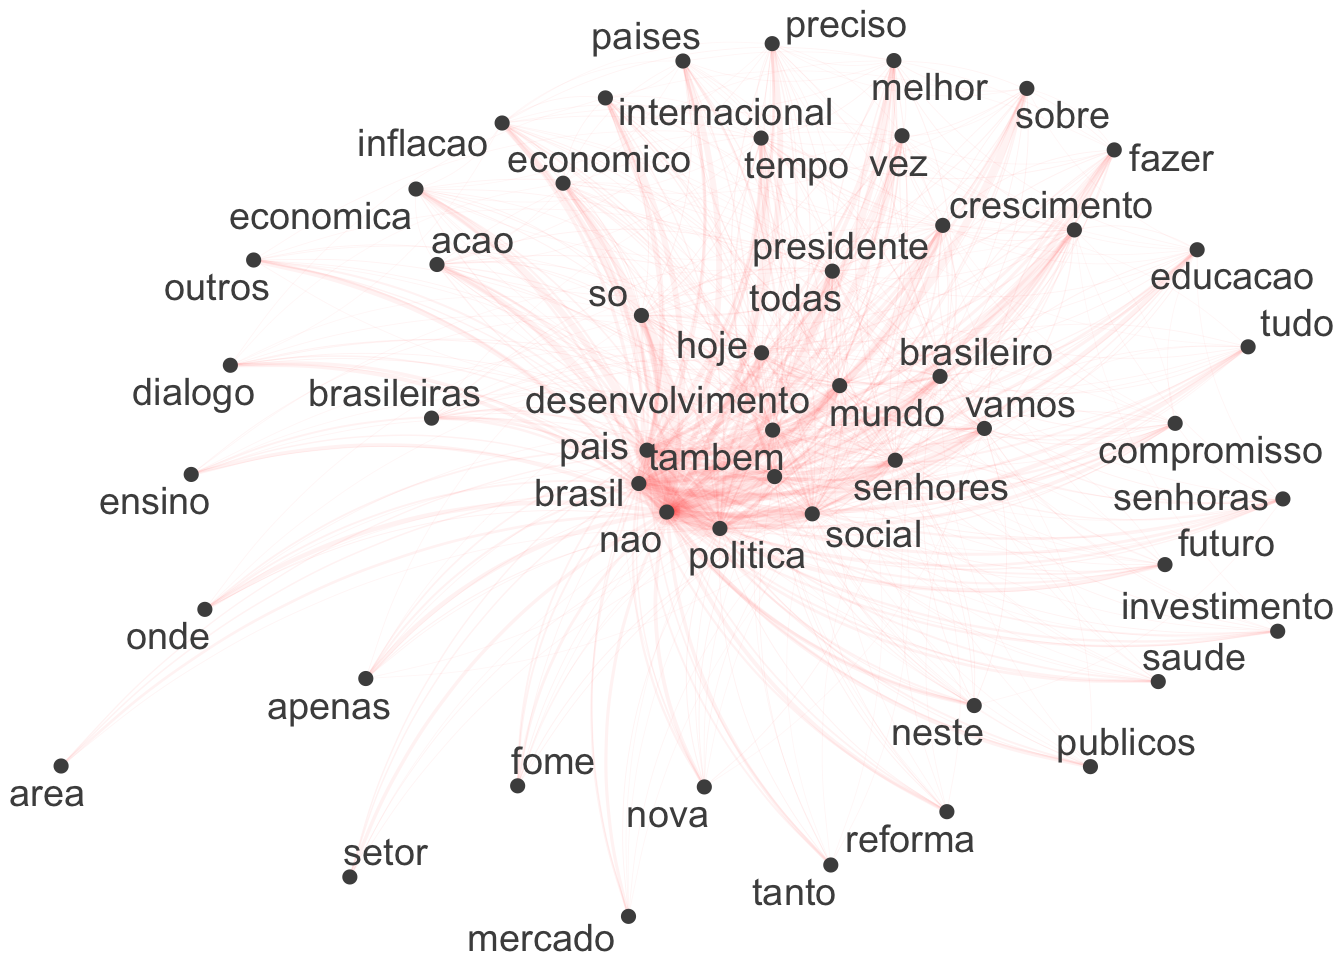 preciso
paises
melhor
internacional
sobre
inflacao
economico
tempo
vez
fazer
economica
crescimento
acao
presidente
educacao
outros
so
todas
tudo
hoje
brasileiro
dialogo
brasileiras
desenvolvimento
mundo
vamos
pais
tambem
compromisso
brasil
senhores
senhoras
ensino
nao
politica
social
futuro
investimento
onde
saude
apenas
neste
publicos
fome
area
nova
reforma
setor
tanto
mercado